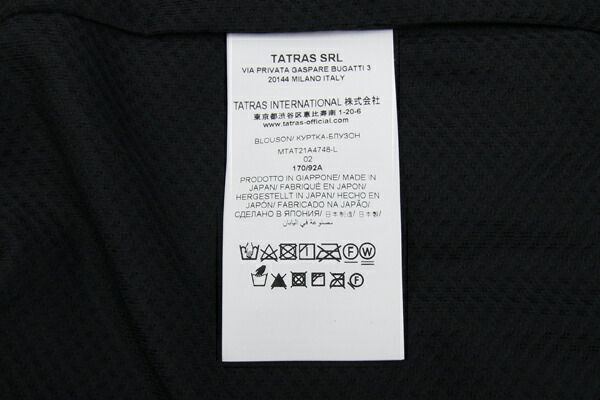 TATRAS SRL
VIA PRIVATA GASPARE BUGATTI 3
20144 MILANO ITALY
TATRAS INTERNATIONAL 株式会社
東京都渋谷区恵比寿南 1-20-6
www.tatras-official.com
BLOUSON/ КУРТКА-БЛУЗОН
MTAT21A4748-L
02
170/92A
PRODOTTO IN GIAPPONE/ MADE IN
JAPAN/ FABRIQUÉ EN JAPON/
HERGESTELLT IN JAPAN/ HECHO EN
JAPÓN/ FABRICADO NA JAPÃO/
СДЕЛАНО В ЯПОНИЯ/ 日本制造/ 日本製/
مصنوعة في اليابان
F W
F